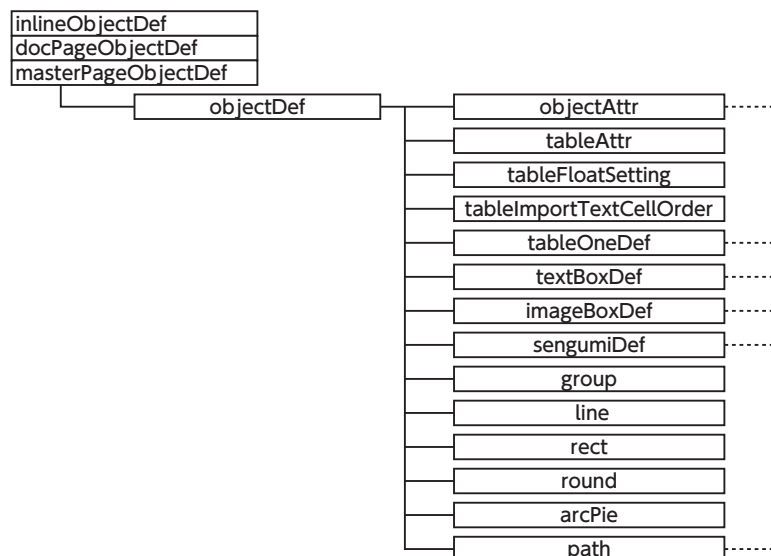 inlineObjectDef
docPageObjectDef
masterPageObjectDef
objectDef
objectAttr
tableAttr
tableFloatSetting
tableImportTextCellOrder
tableOneDef
textBoxDef
imageBoxDef
sengumiDef
group
line
rect
round
arcPie
path